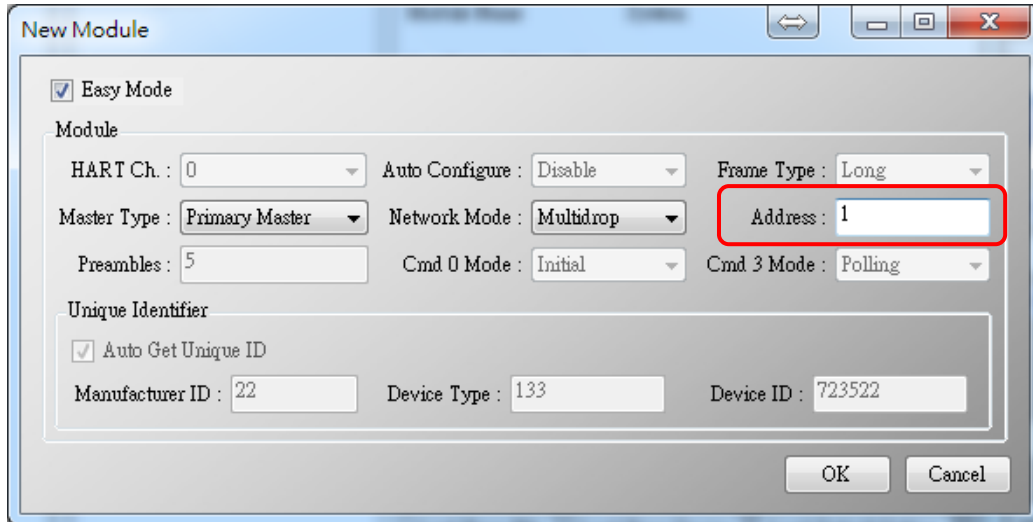 New Module
Easy Mode
Module
HART Ch. : 0 Auto Configure : Disable Frame Type : Long
Master Type : Primary Master Network Mode : Multidrop Address : 1
Preambles : 5 Cmd 0 Mode : Initial Cmd 3 Mode : Polling
Unique Identifier
Auto Get Unique ID
Manufacturer ID : 22 Device Type : 133 Device ID : 723522
OK Cancel